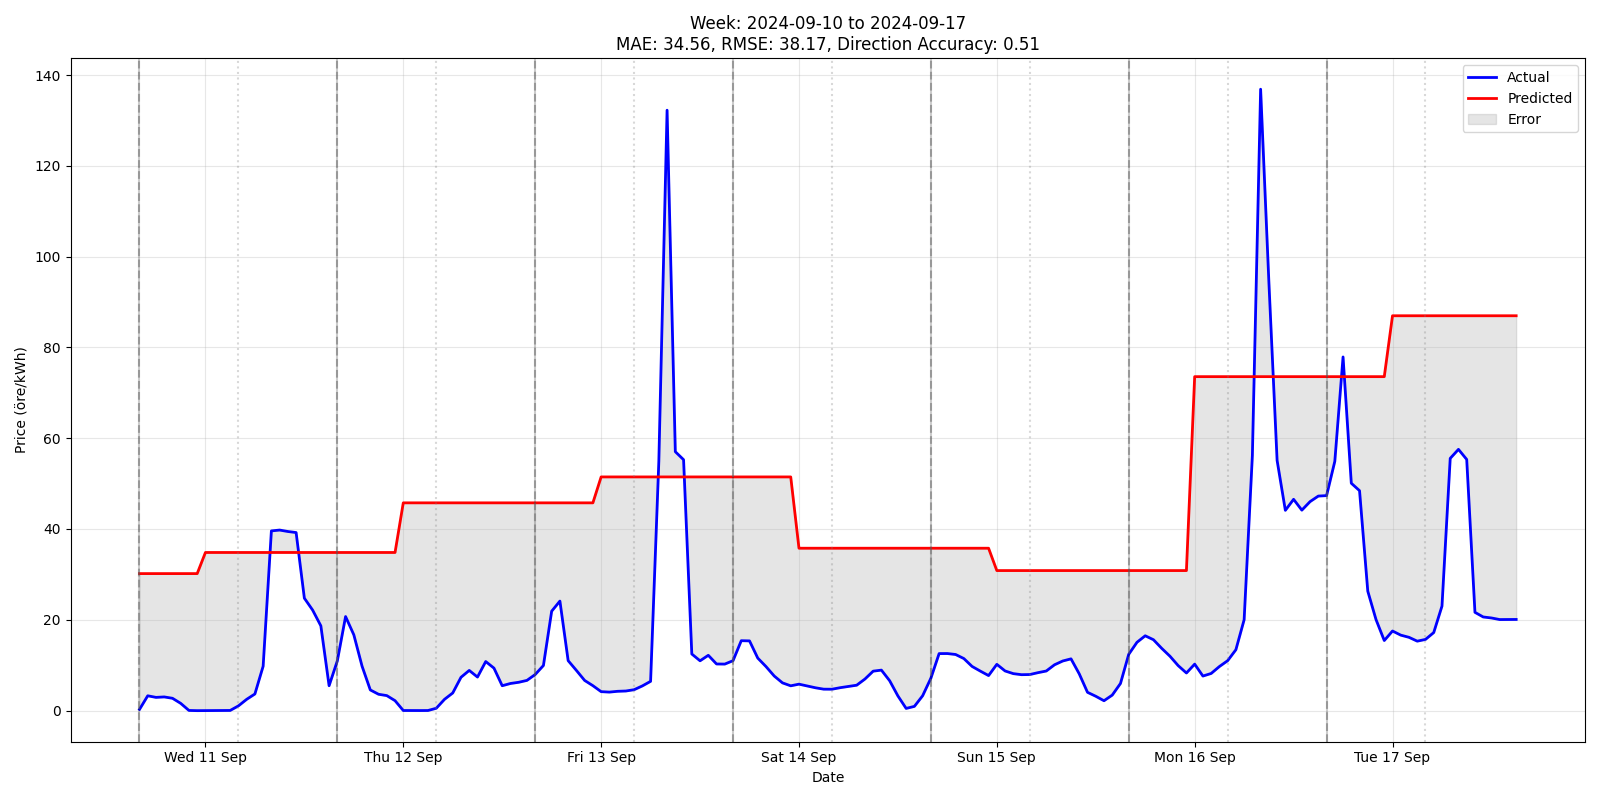 Week: 2024-09-10 to 2024-09-17
MAE: 34.56, RMSE: 38.17, Direction Accuracy: 0.51
Actual
Predicted
Error
Price (öre/kWh)
140
120
100
80
60
40
20
0
Wed 11 Sep
Thu 12 Sep
Fri 13 Sep
Sat 14 Sep
Sun 15 Sep
Mon 16 Sep
Tue 17 Sep
Date